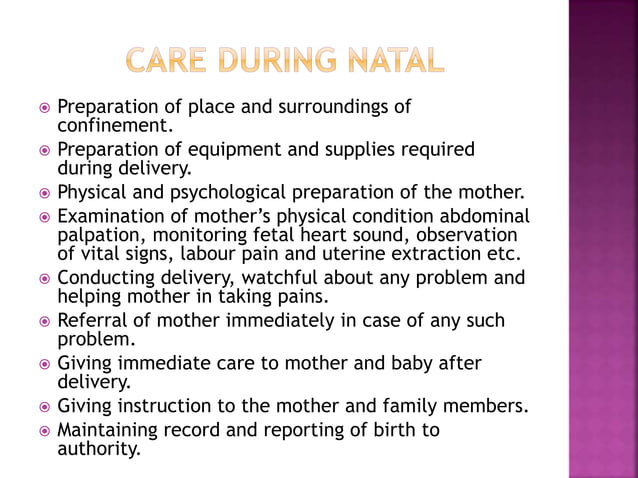 CARE DURING NATAL
Preparation of place and surroundings of
confinement.
Preparation of equipment and supplies required
during delivery.
Physical and psychological preparation of the mother.
Examination of mother’s physical condition abdominal
palpation, monitoring fetal heart sound, observation
of vital signs, labour pain and uterine extraction etc.
Conducting delivery, watchful about any problem and
helping mother in taking pains.
Referral of mother immediately in case of any such
problem.
Giving immediate care to mother and baby after
delivery.
Giving instruction to the mother and family members.
Maintaining record and reporting of birth to
authority.